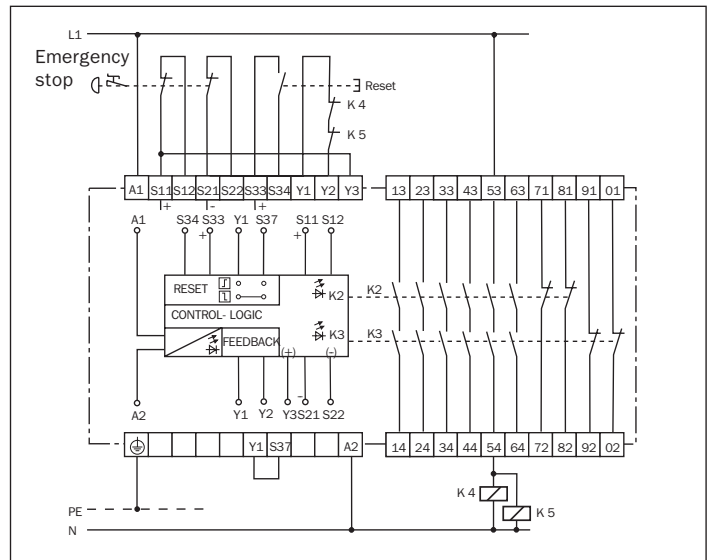 L1
Emergency
stop
Reset
K 4
K 5
A1 S11 S12 S21 S22 S33 S34 Y1 Y2 Y3 13 23 33 43 53 63 71 81 91 01
+ - +
A1 S34 S33 Y1 S37 S11 S12
+ +
RESET
K2 K2
CONTROL- LOGIC
K3 K3
FEEDBACK
(+) (-)
-
Y1 Y2 Y3 S21 S22
A2
Y1 S37 A2 14 24 34 44 54 64 72 82 92 02
K 4
K 5
PE
N